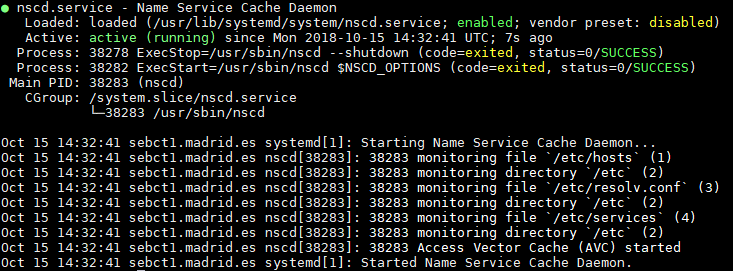 ● nscd.service - Name Service Cache Daemon
Loaded: loaded (/usr/lib/systemd/system/nscd.service; enabled; vendor preset: disabled)
Active: active (running) since Mon 2018-10-15 14:32:41 UTC; 7s ago
Process: 38278 ExecStop=/usr/sbin/nscd --shutdown (code=exited, status=0/SUCCESS)
Process: 38282 ExecStart=/usr/sbin/nscd $NSCD_OPTIONS (code=exited, status=0/SUCCESS)
Main PID: 38283 (nscd)
CGroup: /system.slice/nscd.service
└─38283 /usr/sbin/nscd
Oct 15 14:32:41 sebct1.madrid.es systemd[1]: Starting Name Service Cache Daemon...
Oct 15 14:32:41 sebct1.madrid.es nscd[38283]: 38283 monitoring file `/etc/hosts` (1)
Oct 15 14:32:41 sebct1.madrid.es nscd[38283]: 38283 monitoring directory `/etc` (2)
Oct 15 14:32:41 sebct1.madrid.es nscd[38283]: 38283 monitoring file `/etc/resolv.conf` (3)
Oct 15 14:32:41 sebct1.madrid.es nscd[38283]: 38283 monitoring directory `/etc` (2)
Oct 15 14:32:41 sebct1.madrid.es nscd[38283]: 38283 monitoring file `/etc/services` (4)
Oct 15 14:32:41 sebct1.madrid.es nscd[38283]: 38283 monitoring directory `/etc` (2)
Oct 15 14:32:41 sebct1.madrid.es nscd[38283]: 38283 Access Vector Cache (AVC) started
Oct 15 14:32:41 sebct1.madrid.es systemd[1]: Started Name Service Cache Daemon.